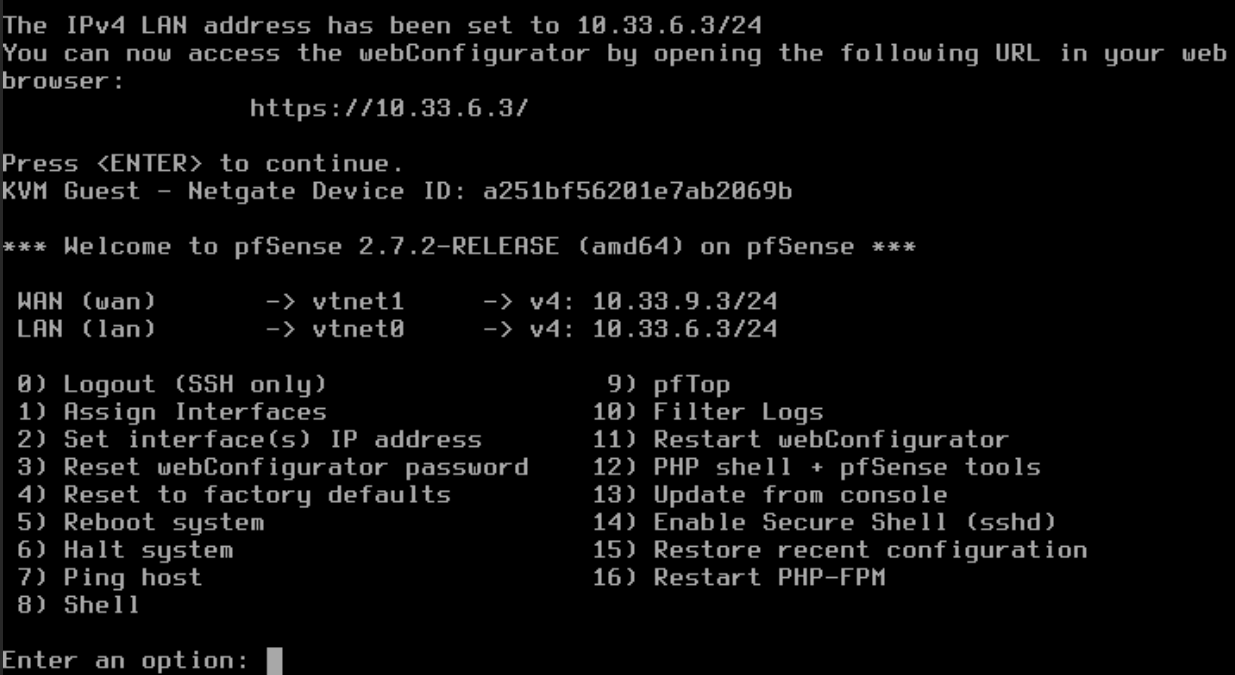 The IPv4 LAN address has been set to 10.33.6.3/24
You can now access the webConfigurator by opening the following URL in your web
browser:
https://10.33.6.3/
Press <ENTER> to continue.
KVM Guest - Netgate Device ID: a251bf56201e7ab2069b
*** Welcome to pfSense 2.7.2-RELEASE (amd64) on pfSense ***
WAN (wan) -> vtnet1 -> v4: 10.33.9.3/24
LAN (lan) -> vtnet0 -> v4: 10.33.6.3/24
0) Logout (SSH only) 9) pfTop
1) Assign Interfaces 10) Filter Logs
2) Set interface(s) IP address 11) Restart webConfigurator
3) Reset webConfigurator password 12) PHP shell + pfSense tools
4) Reset to factory defaults 13) Update from console
5) Reboot system 14) Enable Secure Shell (sshd)
6) Halt system 15) Restore recent configuration
7) Ping host 16) Restart PHP-FPM
8) Shell
Enter an option: